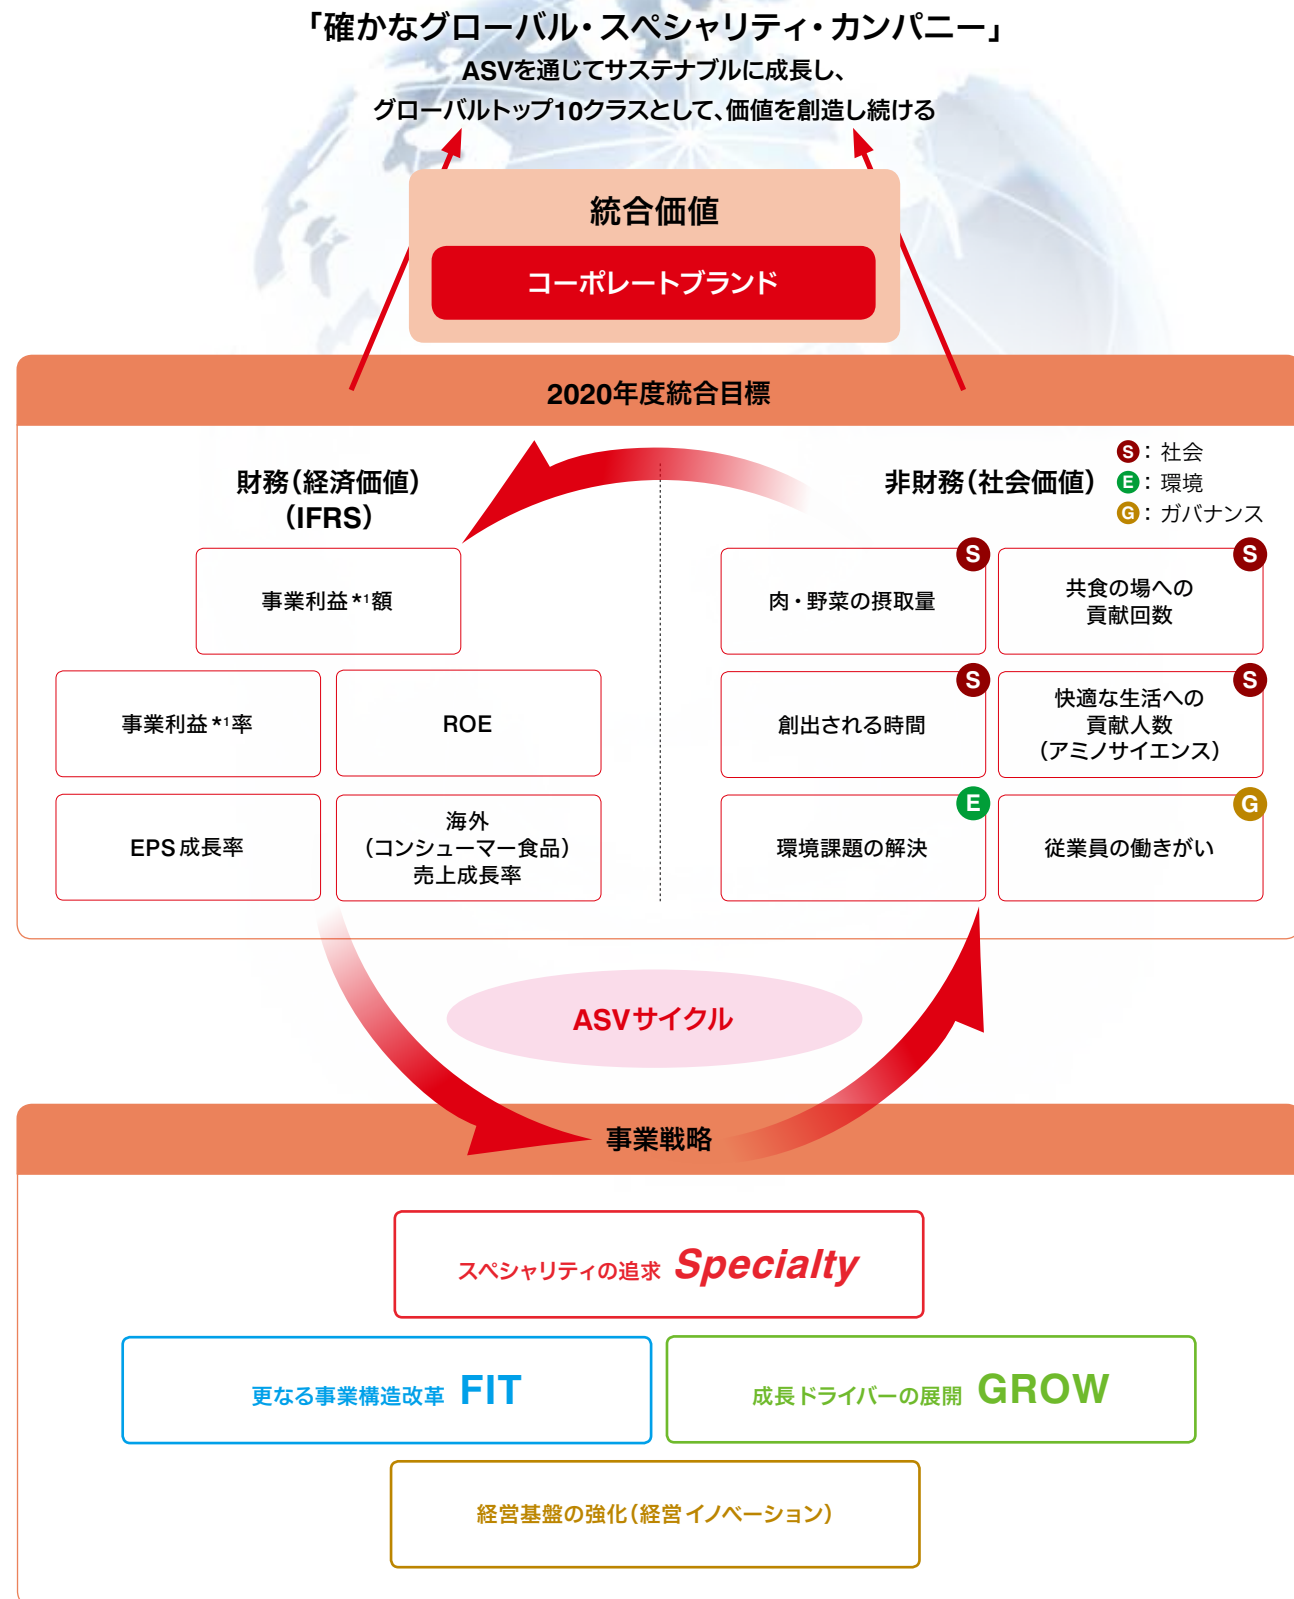 「確かなグローバル・スペシャリティ・カンパニー」
ASVを通じてサステナブルに成長し、
グローバルトップ10クラスとして、価値を創造し続ける
統合価値
コーポレートブランド
2020年度統合目標
財務（経済価値）
（IFRS）
事業利益*1額
事業利益*1率
ROE
EPS成長率
海外
（コンシューマー食品）
売上成長率
非財務（社会価値）
S：社会
E：環境
G：ガバナンス
肉・野菜の摂取量
S
共食の場への
貢献回数
S
創出される時間
S
快適な生活への
貢献人数
（アミノサイエンス）
S
環境課題の解決
E
従業員の働きがい
G
ASVサイクル
事業戦略
スペシャリティの追求 Specialty
更なる事業構造改革 FIT
成長ドライバーの展開 GROW
経営基盤の強化（経営イノベーション）